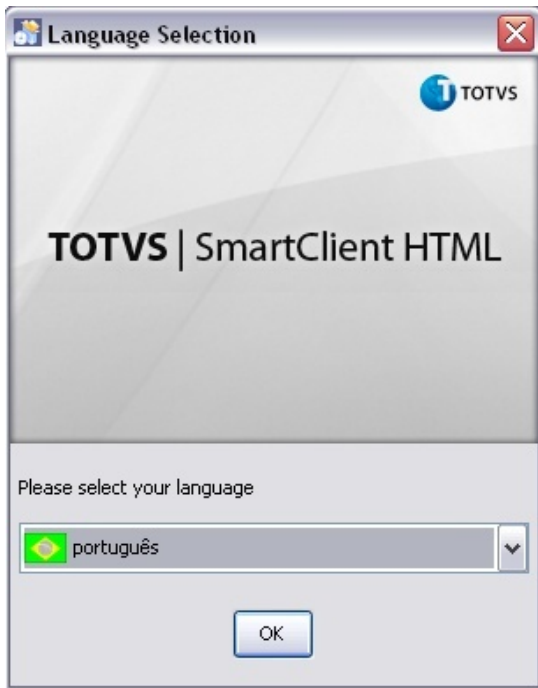 Language Selection
TOTVS
TOTVS | SmartClient HTML
Please select your language
português
OK